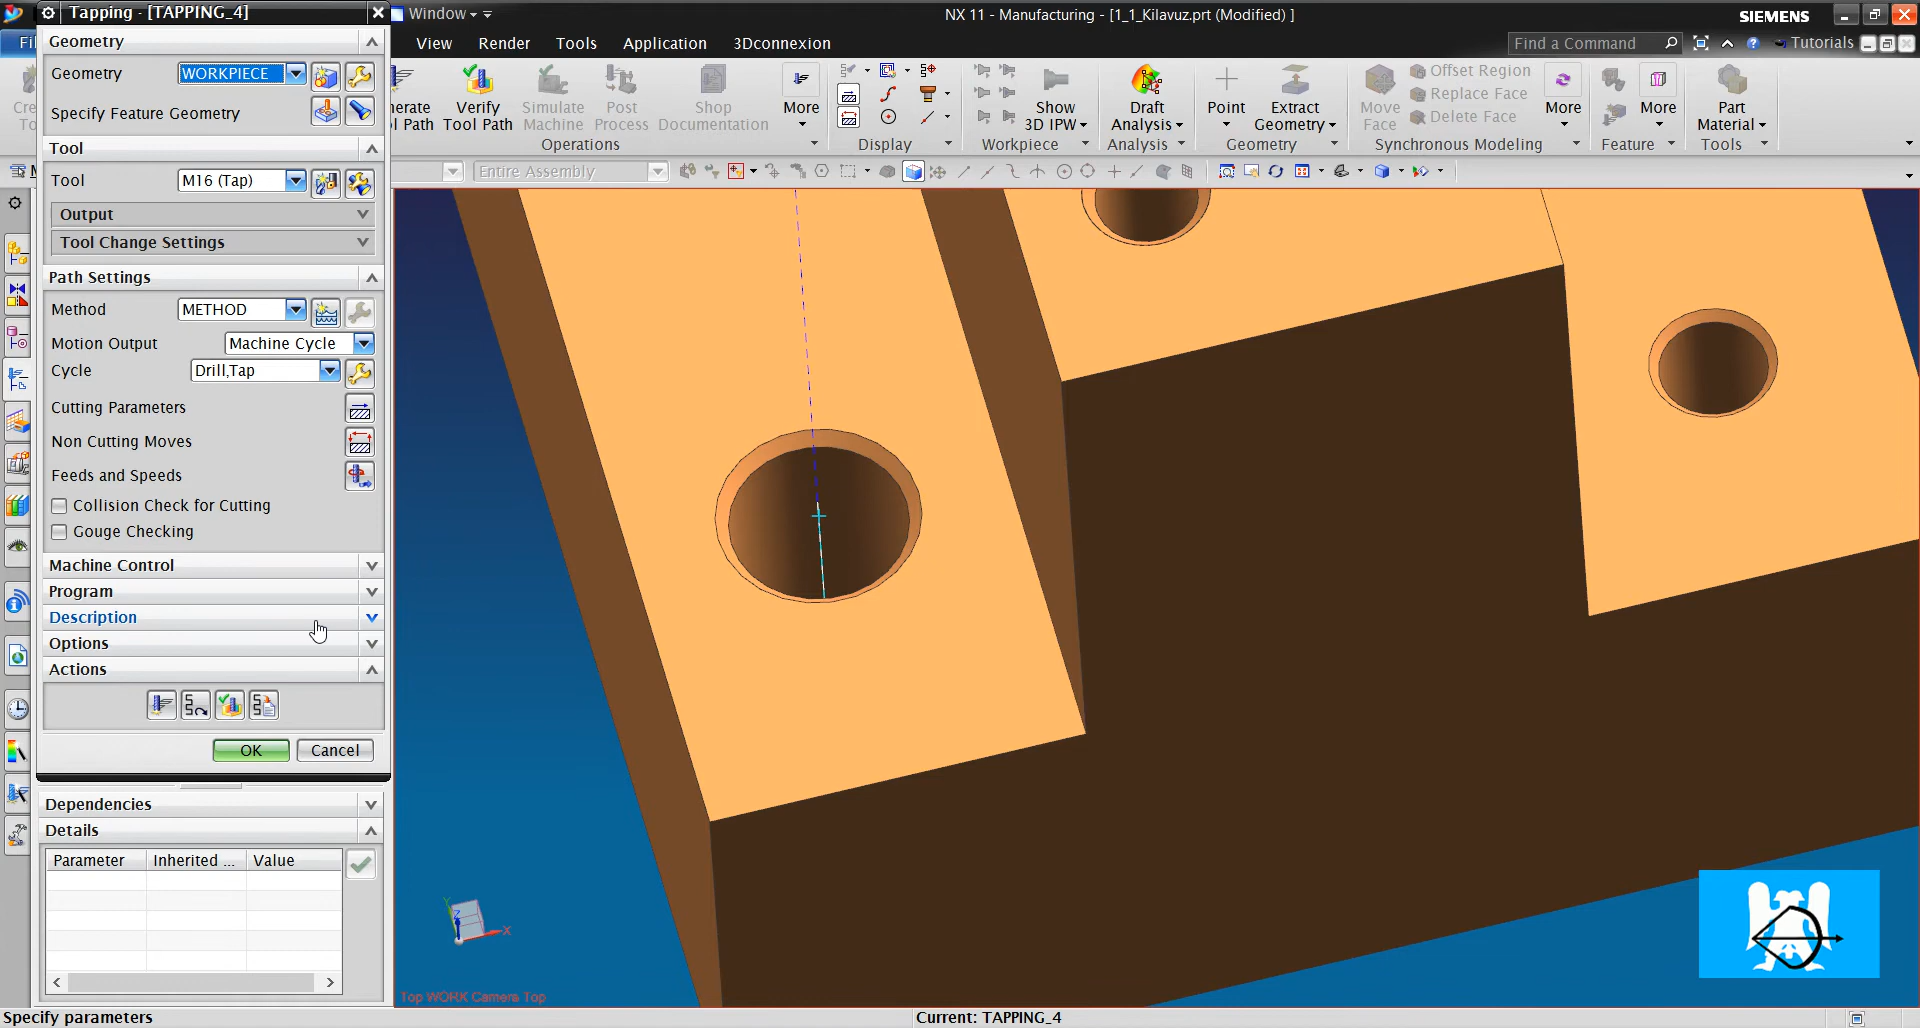 Tapping - [TAPPING_4]
Window
NX 11 - Manufacturing - [1_1_Kilavuz.prt (Modified) ]
SIEMENS
View
Render
Tools
Application
3Dconnexion
Find a Command
Tutorials
Geometry
Geometry
WORKPIECE
Specify Feature Geometry
Tool
Tool
M16 (Tap)
Output
Tool Change Settings
Path Settings
Method
METHOD
Motion Output
Machine Cycle
Cycle
Drill,Tap
Cutting Parameters
Non Cutting Moves
Feeds and Speeds
Collision Check for Cutting
Gouge Checking
Machine Control
Program
Description
Options
Actions
OK
Cancel
Dependencies
Details
Parameter
Inherited ...
Value
Verify
Tool Path
Simulate
Machine
Post
Process
Shop
Documentation
More
Operations
Display
Show
3D IPW
Workpiece
Draft
Analysis
Analysis
Point
Extract
Geometry
Geometry
Move
Face
Offset Region
Replace Face
Delete Face
More
Synchronous Modeling
More
Feature
Part
Material
Tools
Entire Assembly
Y
Z
X
Top WORK Camera Top
Specify parameters
Current: TAPPING_4